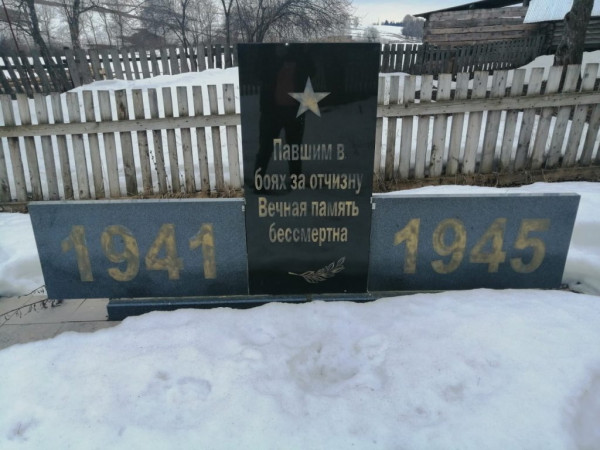 Павшим в
боях за отчизну
Вечная память
бессмертна
1941
1945